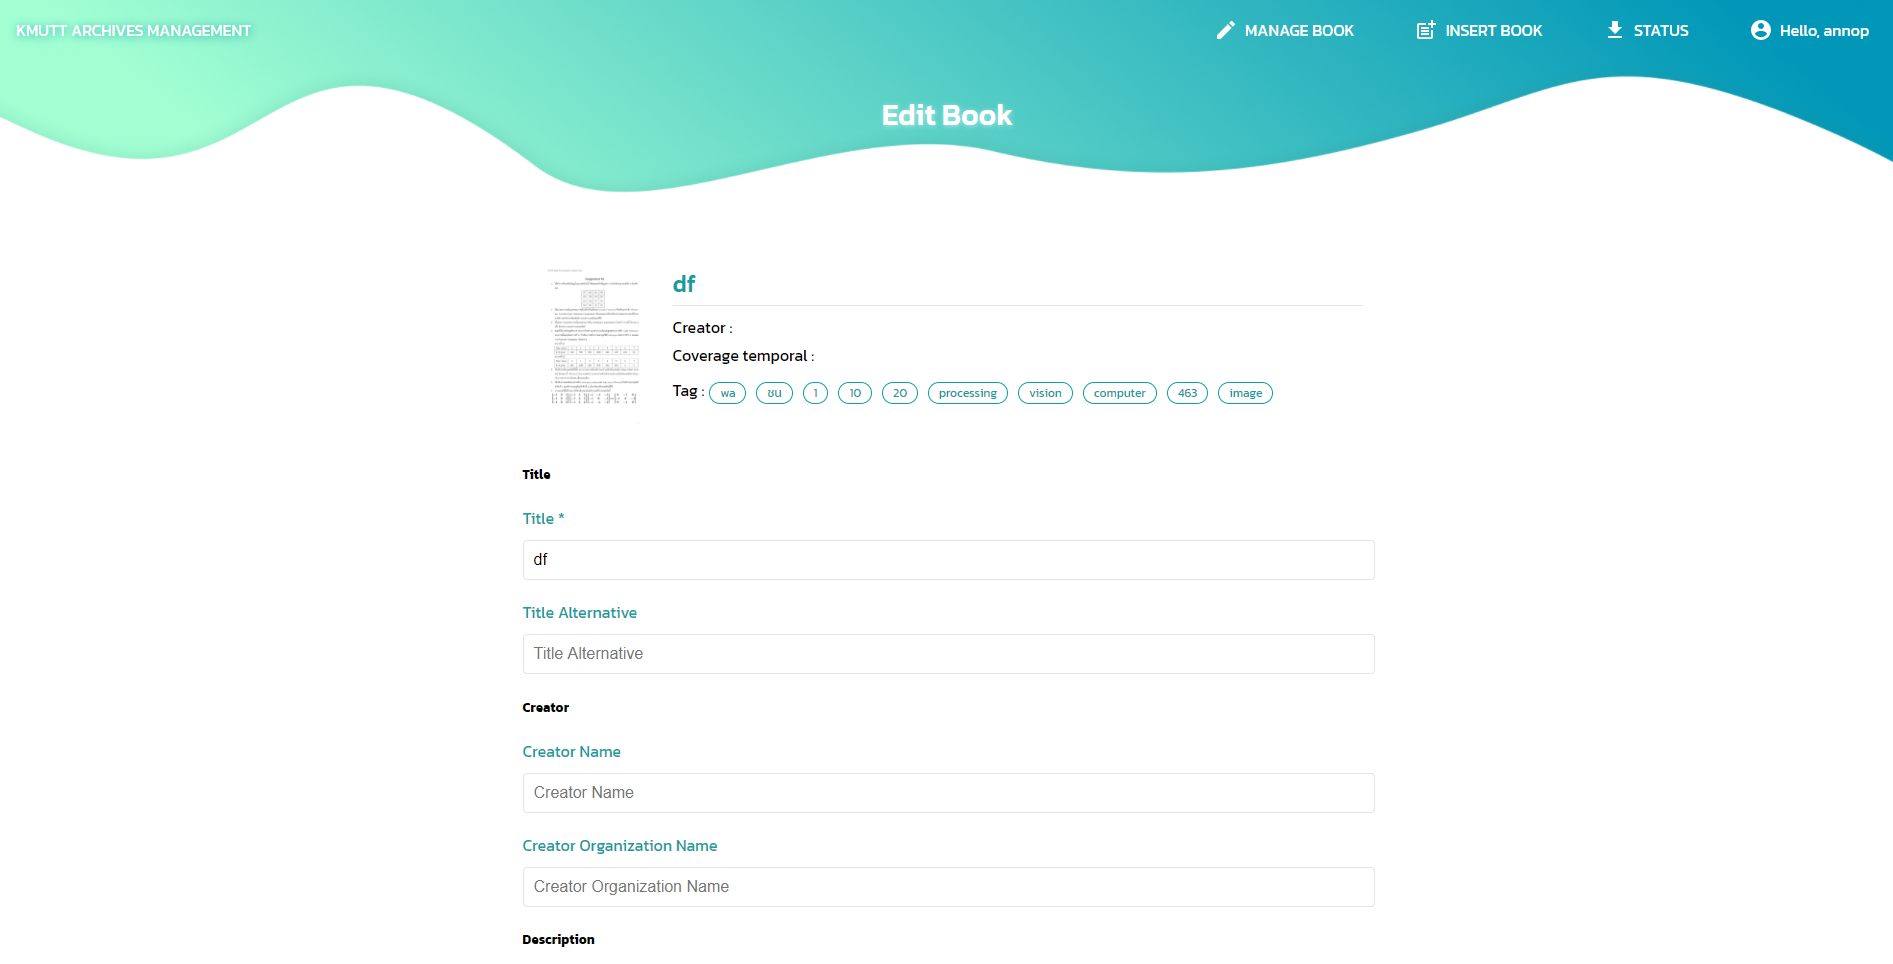 KMUTT ARCHIVES MANAGEMENT
MANAGE BOOK
INSERT BOOK
STATUS
Hello, annop
Edit Book
df
Creator :
Coverage temporal :
Tag : wa ชน 1 10 20 processing vision computer 463 image
Title
Title *
df
Title Alternative
Title Alternative
Creator
Creator Name
Creator Name
Creator Organization Name
Creator Organization Name
Description